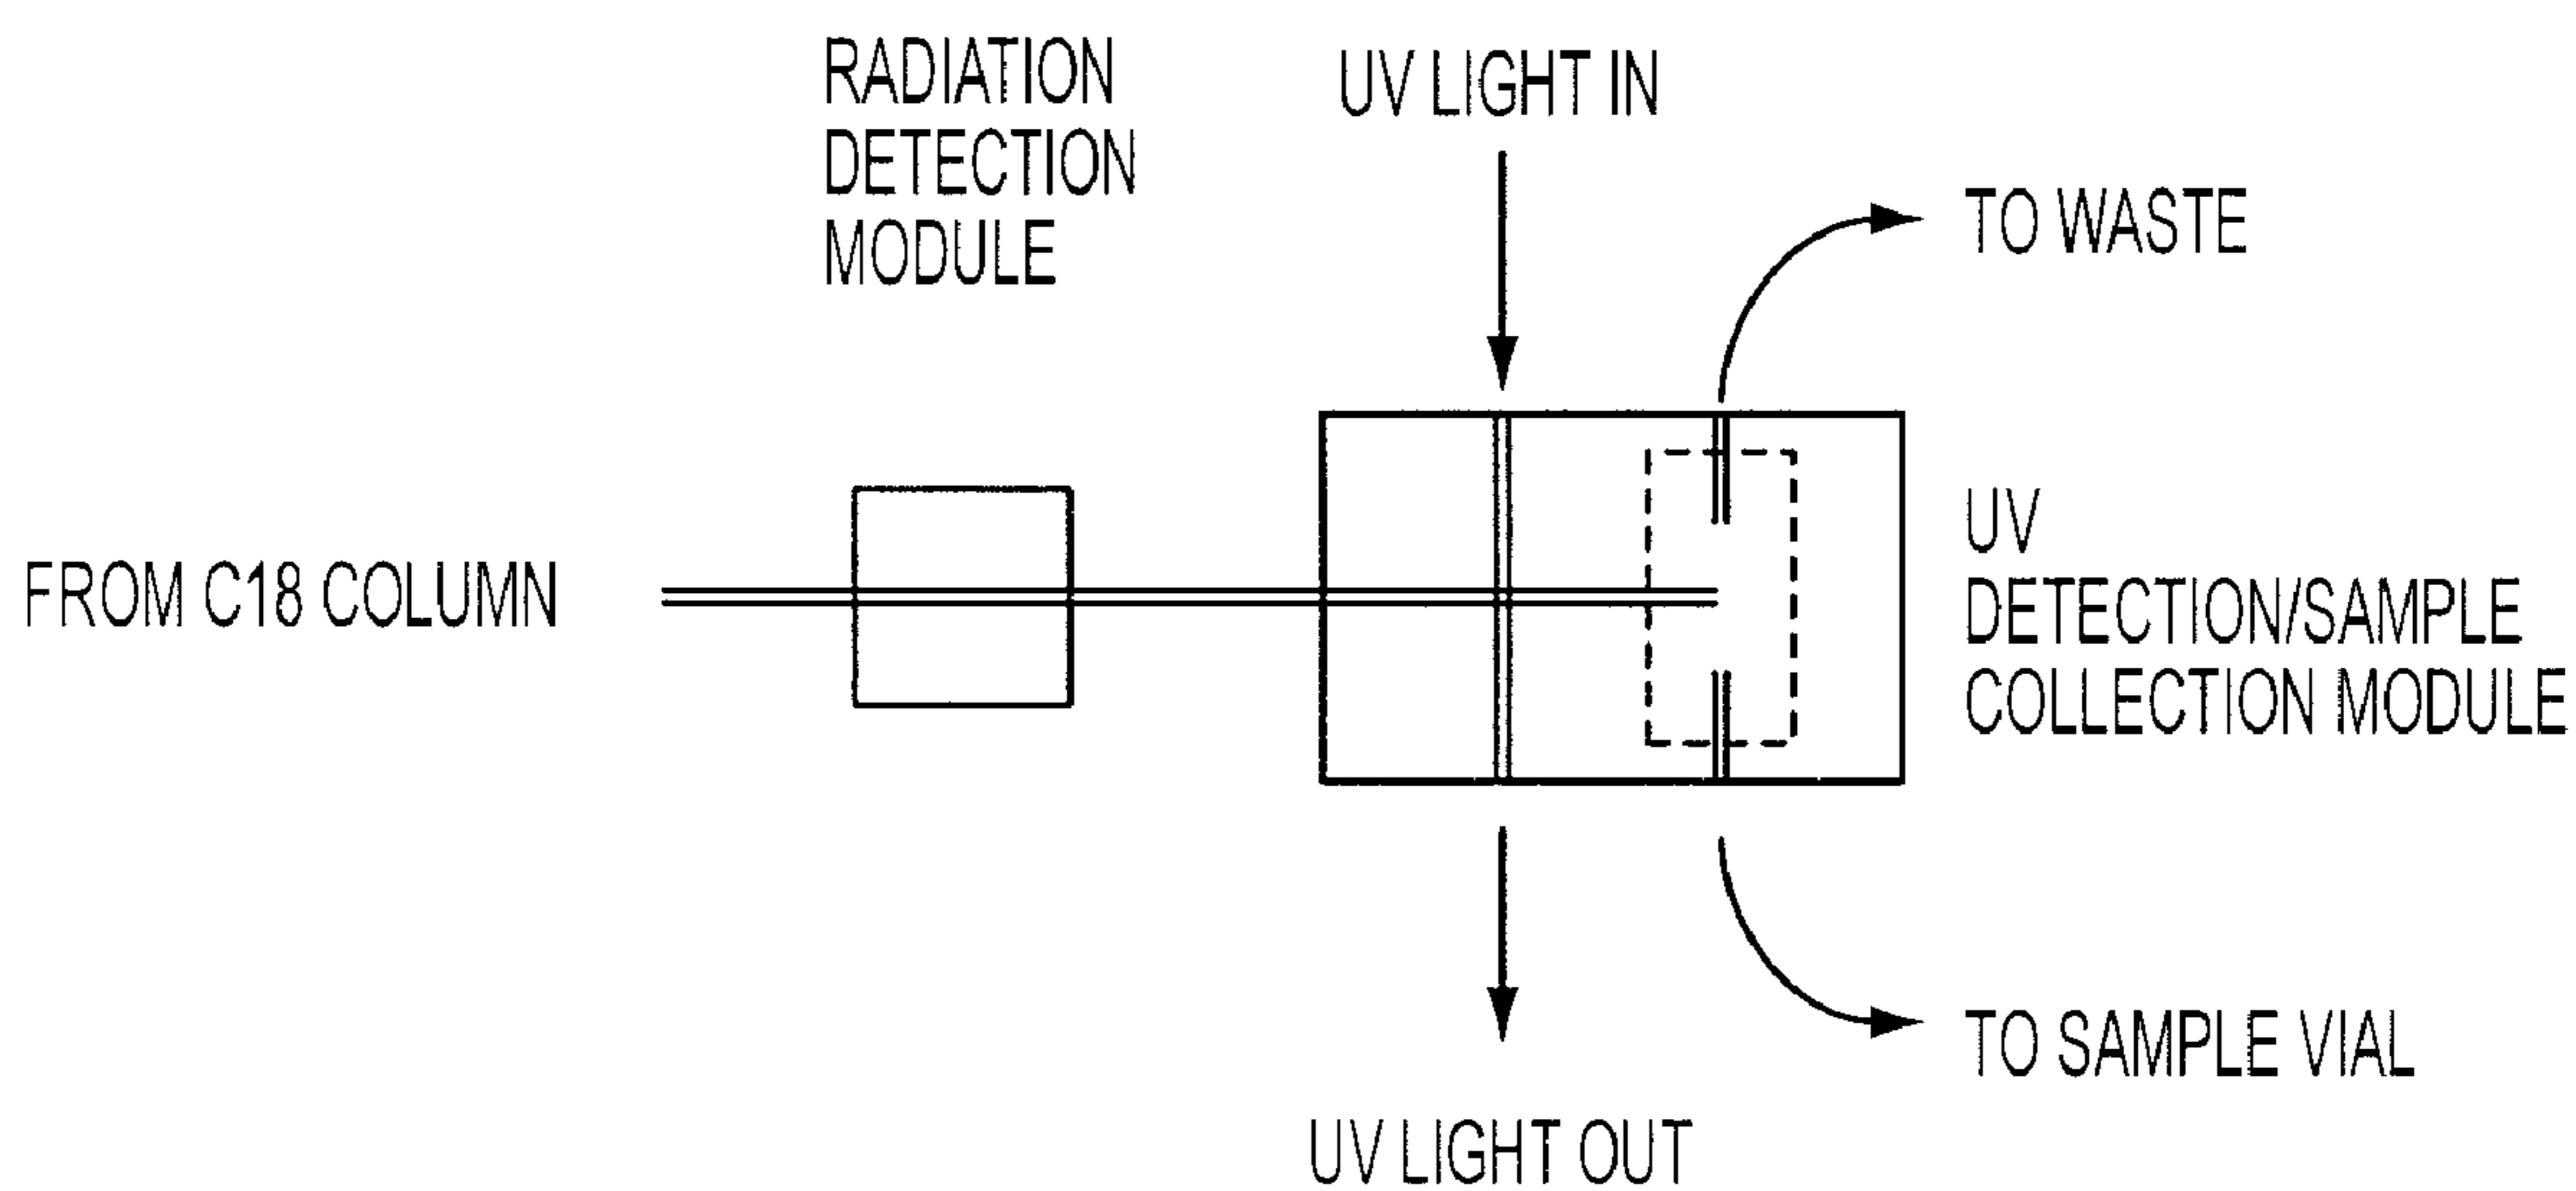 RADIATION
DETECTION
MODULE
UV LIGHT IN
TO WASTE
FROM C18 COLUMN
UV
DETECTION/SAMPLE
COLLECTION MODULE
TO SAMPLE VIAL
UV LIGHT OUT